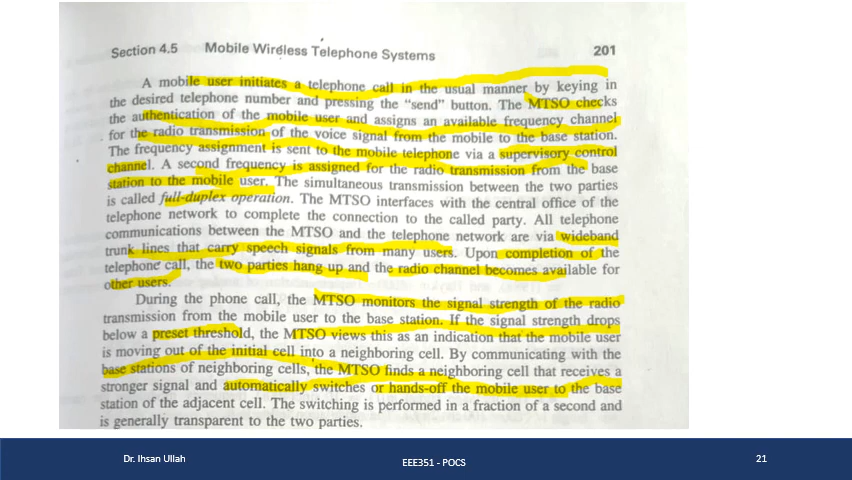 Section 4.5 Mobile Wireless Telephone Systems 201
A mobile user initiates a telephone call in the usual manner by keying in
the desired telephone number and pressing the “send” button. The MTSO checks
the authentication of the mobile user and assigns an available frequency channel
for the radio transmission of the voice signal from the mobile to the base station.
The frequency assignment is sent to the mobile telephone via a supervisory control
channel. A second frequency is assigned for the radio transmission from the base
station to the mobile user. The simultaneous transmission between the two parties
is called full-duplex operation. The MTSO interfaces with the central office of the
telephone network to complete the connection to the called party. All telephone
communications between the MTSO and the telephone network are via wideband
trunk lines that carry speech signals from many users. Upon completion of the
telephone call, the two parties hang up and the radio channel becomes available for
other users.
During the phone call, the MTSO monitors the signal strength of the radio
transmission from the mobile user to the base station. If the signal strength drops
below a preset threshold, the MTSO views this as an indication that the mobile user
is moving out of the initial cell into a neighboring cell. By communicating with the
base stations of neighboring cells, the MTSO finds a neighboring cell that receives a
stronger signal and automatically switches or hands-off the mobile user to the base
station of the adjacent cell. The switching is performed in a fraction of a second and
is generally transparent to the two parties.
Dr. Ihsan Ullah
EEE351 - POCS
21